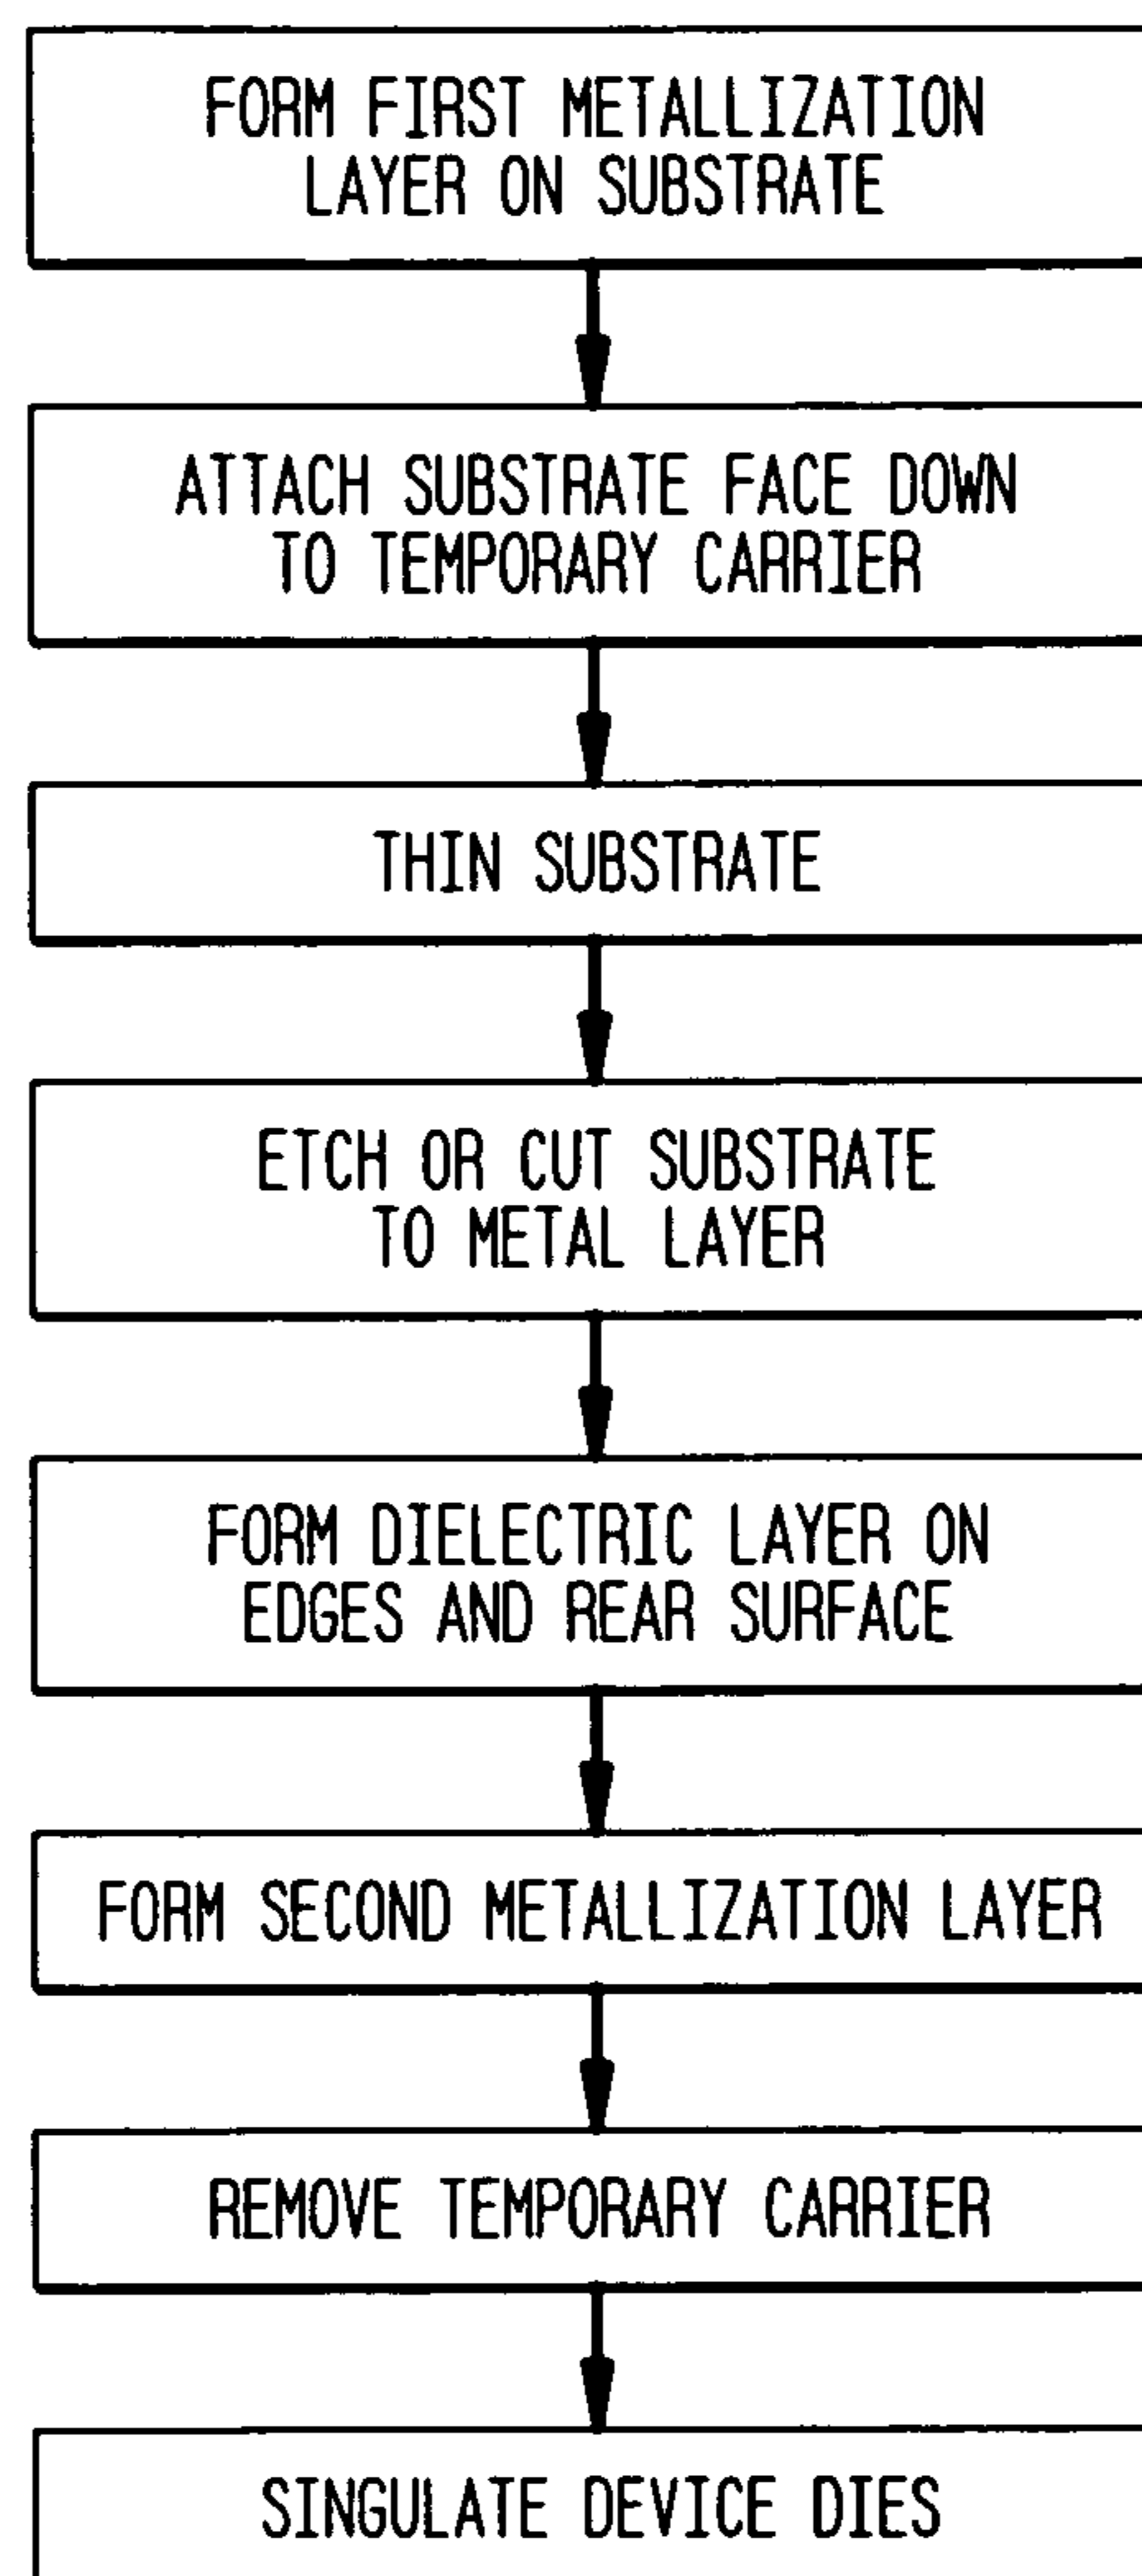 FORM FIRST METALLIZATION
LAYER ON SUBSTRATE
ATTACH SUBSTRATE FACE DOWN
TO TEMPORARY CARRIER
THIN SUBSTRATE
ETCH OR CUT SUBSTRATE
TO METAL LAYER
FORM DIELECTRIC LAYER ON
EDGES AND REAR SURFACE
FORM SECOND METALLIZATION LAYER
REMOVE TEMPORARY CARRIER
SINGULATE DEVICE DIES